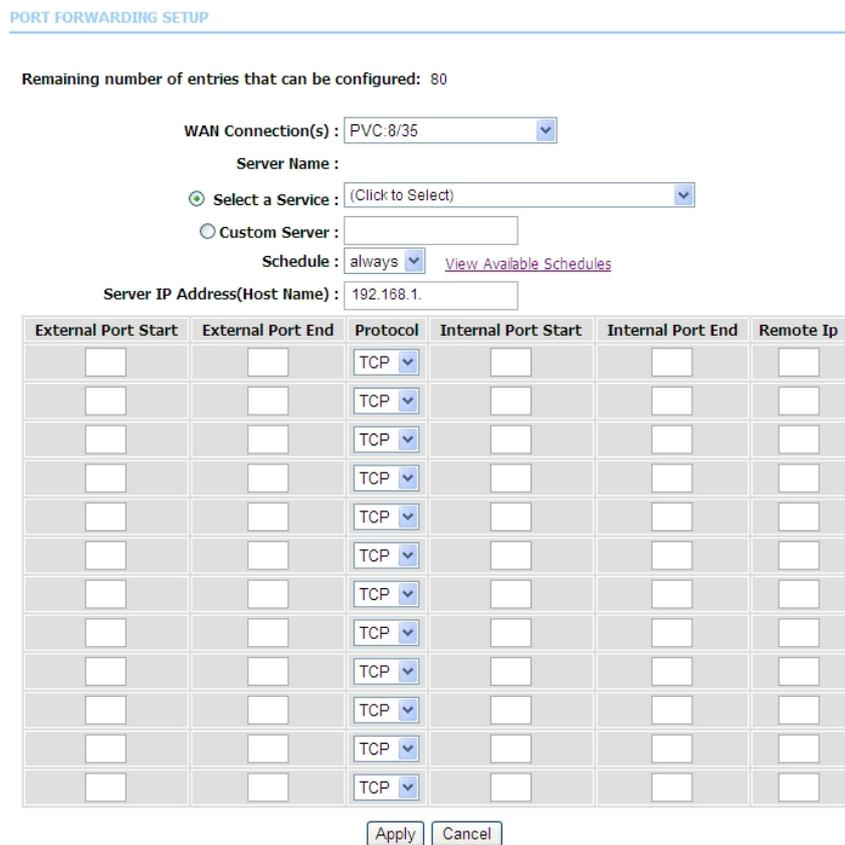 PORT FORWARDING SETUP
Remaining number of entries that can be configured: 80
WAN Connection(s) : PVC:8/35
Server Name :
Select a Service : (Click to Select)
Custom Server :
Schedule : always View Available Schedules
Server IP Address(Host Name) : 192.168.1.
External Port Start External Port End Protocol Internal Port Start Internal Port End Remote Ip
TCP
TCP
TCP
TCP
TCP
TCP
TCP
TCP
TCP
TCP
TCP
TCP
Apply Cancel